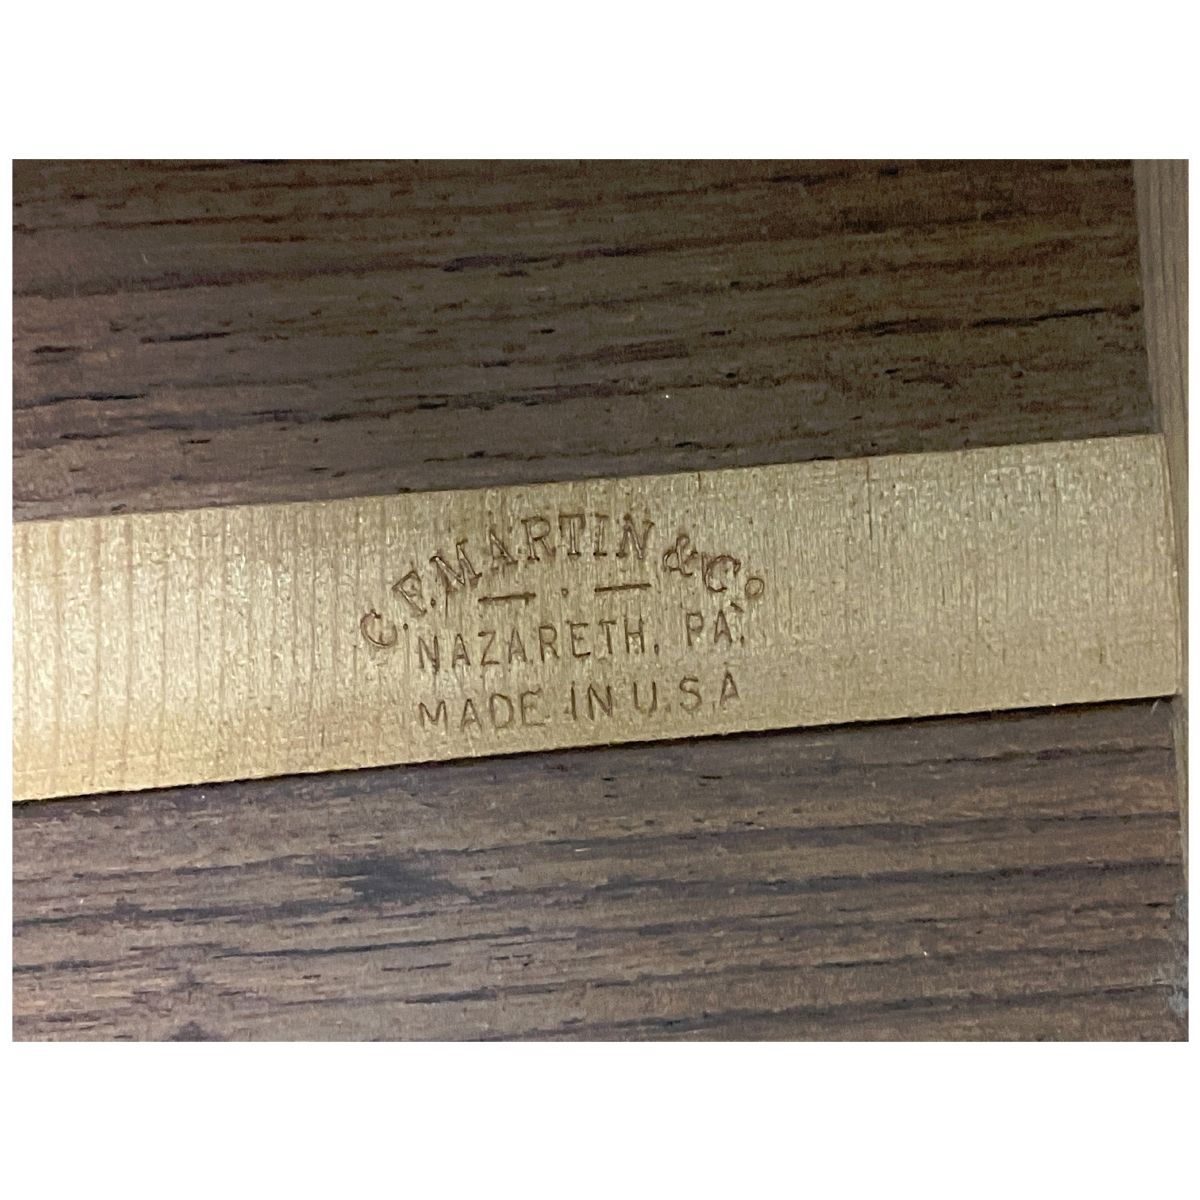 C. F. MARTIN & Co
NAZARETH, PA.
MADE IN U.S.A